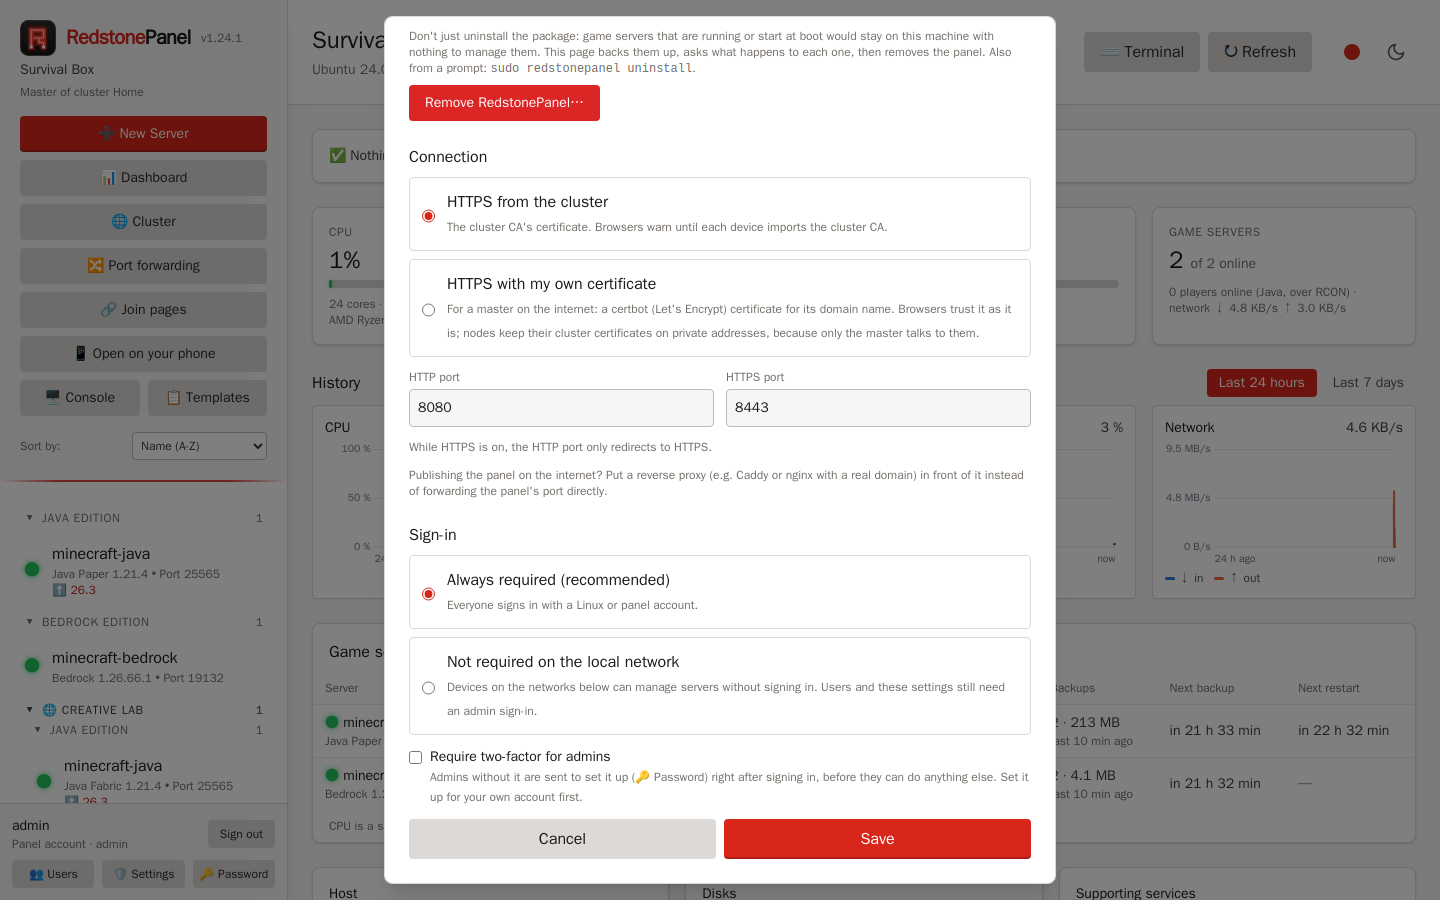 RedstonePanel v1.24.1
Survival Box
Master of cluster Home
➕ New Server
📊 Dashboard
🌐 Cluster
🔀 Port forwarding
🔗 Join pages
📱 Open on your phone
🖥️ Console
📋 Templates
Sort by:
Name (A-Z)
▼ JAVA EDITION 1
minecraft-java
Java Paper 1.21.4 • Port 25565
⬆️ 26.3
▼ BEDROCK EDITION 1
minecraft-bedrock
Bedrock 1.26.66.1 • Port 19132
▼ 🌐 CREATIVE LAB 1
▼ JAVA EDITION 1
minecraft-java
Java Fabric 1.21.4 • Port 25565
⬆️ 26.3
admin
Panel account · admin
Sign out
👥 Users
🛡️ Settings
🔑 Password
Surviva
Ubuntu 24.0
⌨️ Terminal
↻ Refresh
✅ Nothin
CPU
1%
24 cores ·
AMD Ryzen
GAME SERVERS
2 of 2 online
0 players online (Java, over RCON) ·
network ↓ 4.8 KB/s ↑ 3.0 KB/s
History
Last 24 hours
Last 7 days
CPU 3 %
100 %
50 %
0 %
24
now
Network 4.6 KB/s
9.5 MB/s
4.8 MB/s
0 B/s
24 h ago
now
↓ in ↑ out
Game s
Server
Backups
Next backup
Next restart
minecr
Java Paper
2 · 213 MB
last 10 min ago
in 21 h 33 min
in 22 h 32 min
minecr
Bedrock 1.2
2 · 4.1 MB
last 10 min ago
in 21 h 32 min
—
CPU is a s
Host
Disks
Supporting services
Don't just uninstall the package: game servers that are running or start at boot would stay on this machine with
nothing to manage them. This page backs them up, asks what happens to each one, then removes the panel. Also
from a prompt: sudo redstonepanel uninstall.
Remove RedstonePanel…
Connection
HTTPS from the cluster
The cluster CA's certificate. Browsers warn until each device imports the cluster CA.
HTTPS with my own certificate
For a master on the internet: a certbot (Let's Encrypt) certificate for its domain name. Browsers trust it as it
is; nodes keep their cluster certificates on private addresses, because only the master talks to them.
HTTP port
HTTPS port
8080
8443
While HTTPS is on, the HTTP port only redirects to HTTPS.
Publishing the panel on the internet? Put a reverse proxy (e.g. Caddy or nginx with a real domain) in front of it instead
of forwarding the panel's port directly.
Sign-in
Always required (recommended)
Everyone signs in with a Linux or panel account.
Not required on the local network
Devices on the networks below can manage servers without signing in. Users and these settings still need
an admin sign-in.
Require two-factor for admins
Admins without it are sent to set it up (🔑 Password) right after signing in, before they can do anything else. Set it
up for your own account first.
Cancel
Save